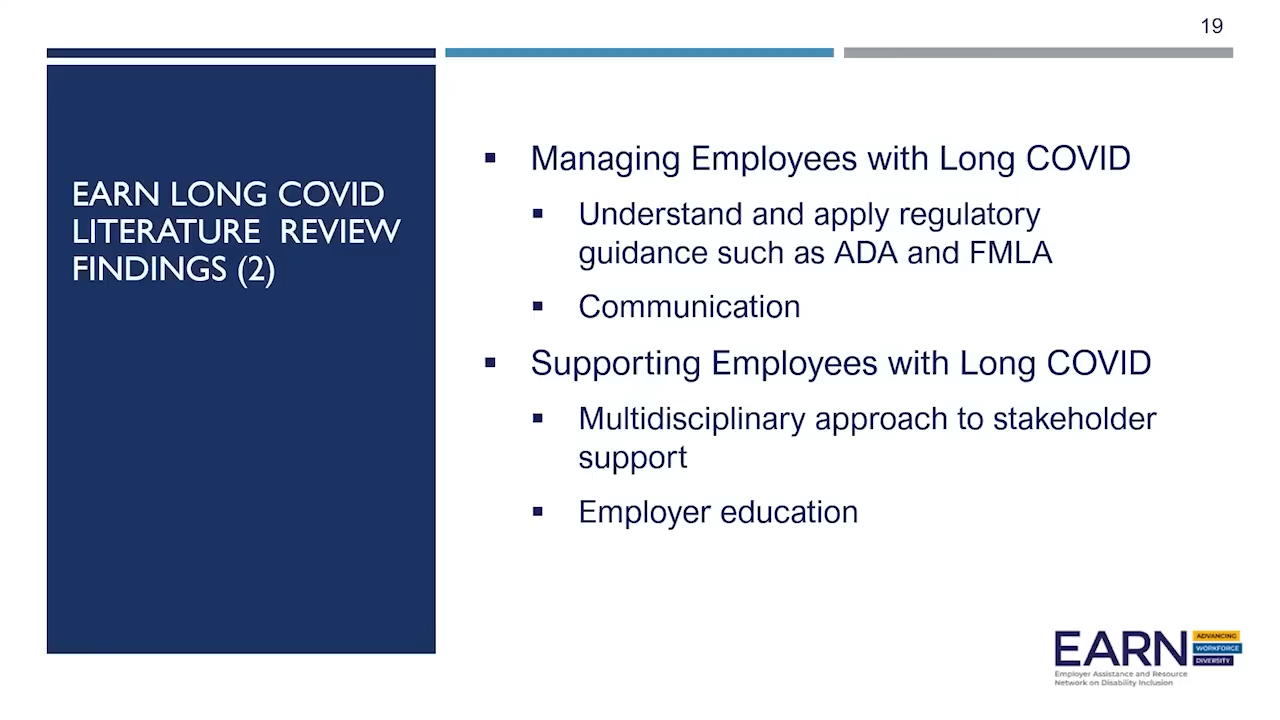 19
EARN LONG COVID
LITERATURE REVIEW
FINDINGS (2)
▪ Managing Employees with Long COVID
▪ Understand and apply regulatory
guidance such as ADA and FMLA
▪ Communication
▪ Supporting Employees with Long COVID
▪ Multidisciplinary approach to stakeholder
support
▪ Employer education
EARN
ADVANCING
WORKFORCE
DIVERSITY
Employer Assistance and Resource
Network on Disability Inclusion